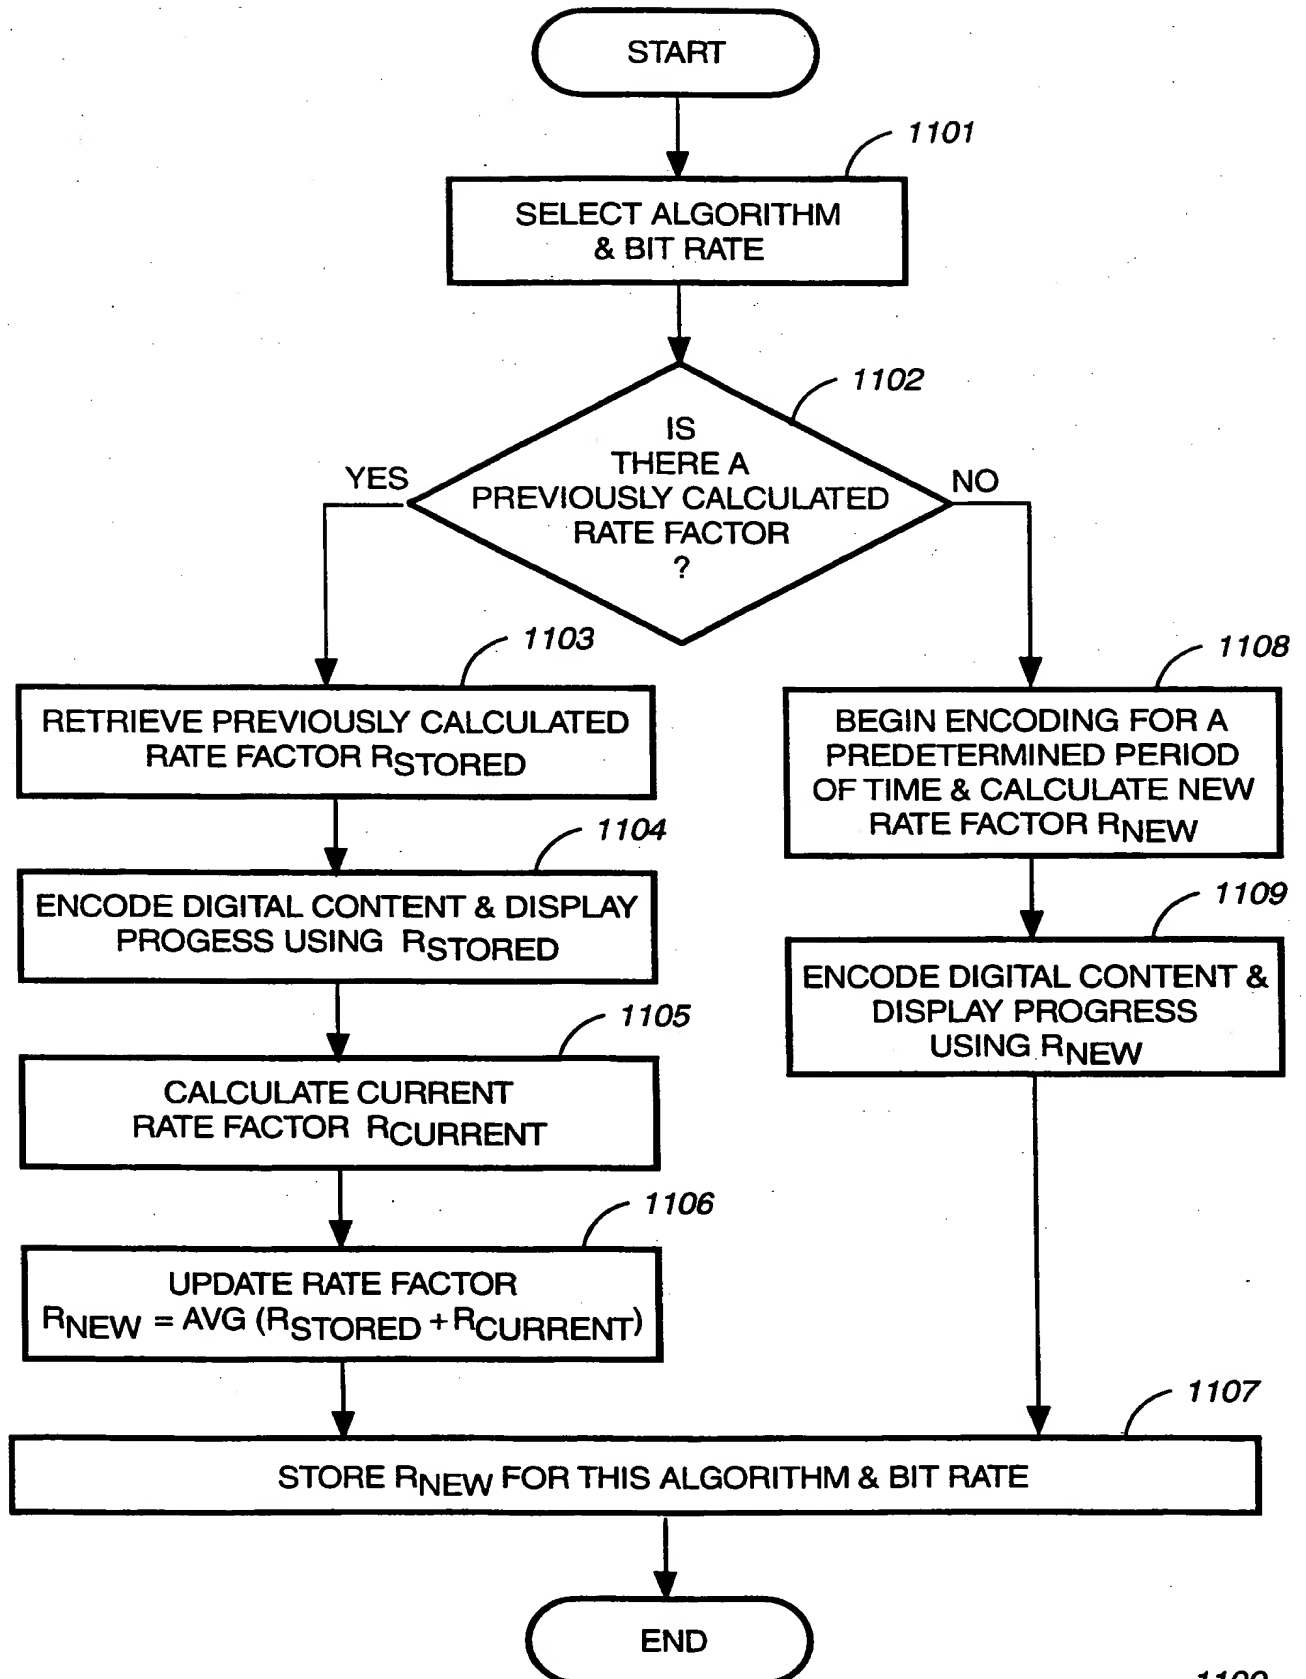 START
1101
SELECT ALGORITHM
& BIT RATE
1102
IS
THERE A
PREVIOUSLY CALCULATED
RATE FACTOR
?
YES
NO
1103
RETRIEVE PREVIOUSLY CALCULATED
RATE FACTOR RSTORED
1104
ENCODE DIGITAL CONTENT & DISPLAY
PROGESS USING RSTORED
1105
CALCULATE CURRENT
RATE FACTOR RCURRENT
1106
UPDATE RATE FACTOR
RNEW = AVG (RSTORED + RCURRENT)
1108
BEGIN ENCODING FOR A
PREDETERMINED PERIOD
OF TIME & CALCULATE NEW
RATE FACTOR RNEW
1109
ENCODE DIGITAL CONTENT &
DISPLAY PROGRESS
USING RNEW
1107
STORE RNEW FOR THIS ALGORITHM & BIT RATE
END